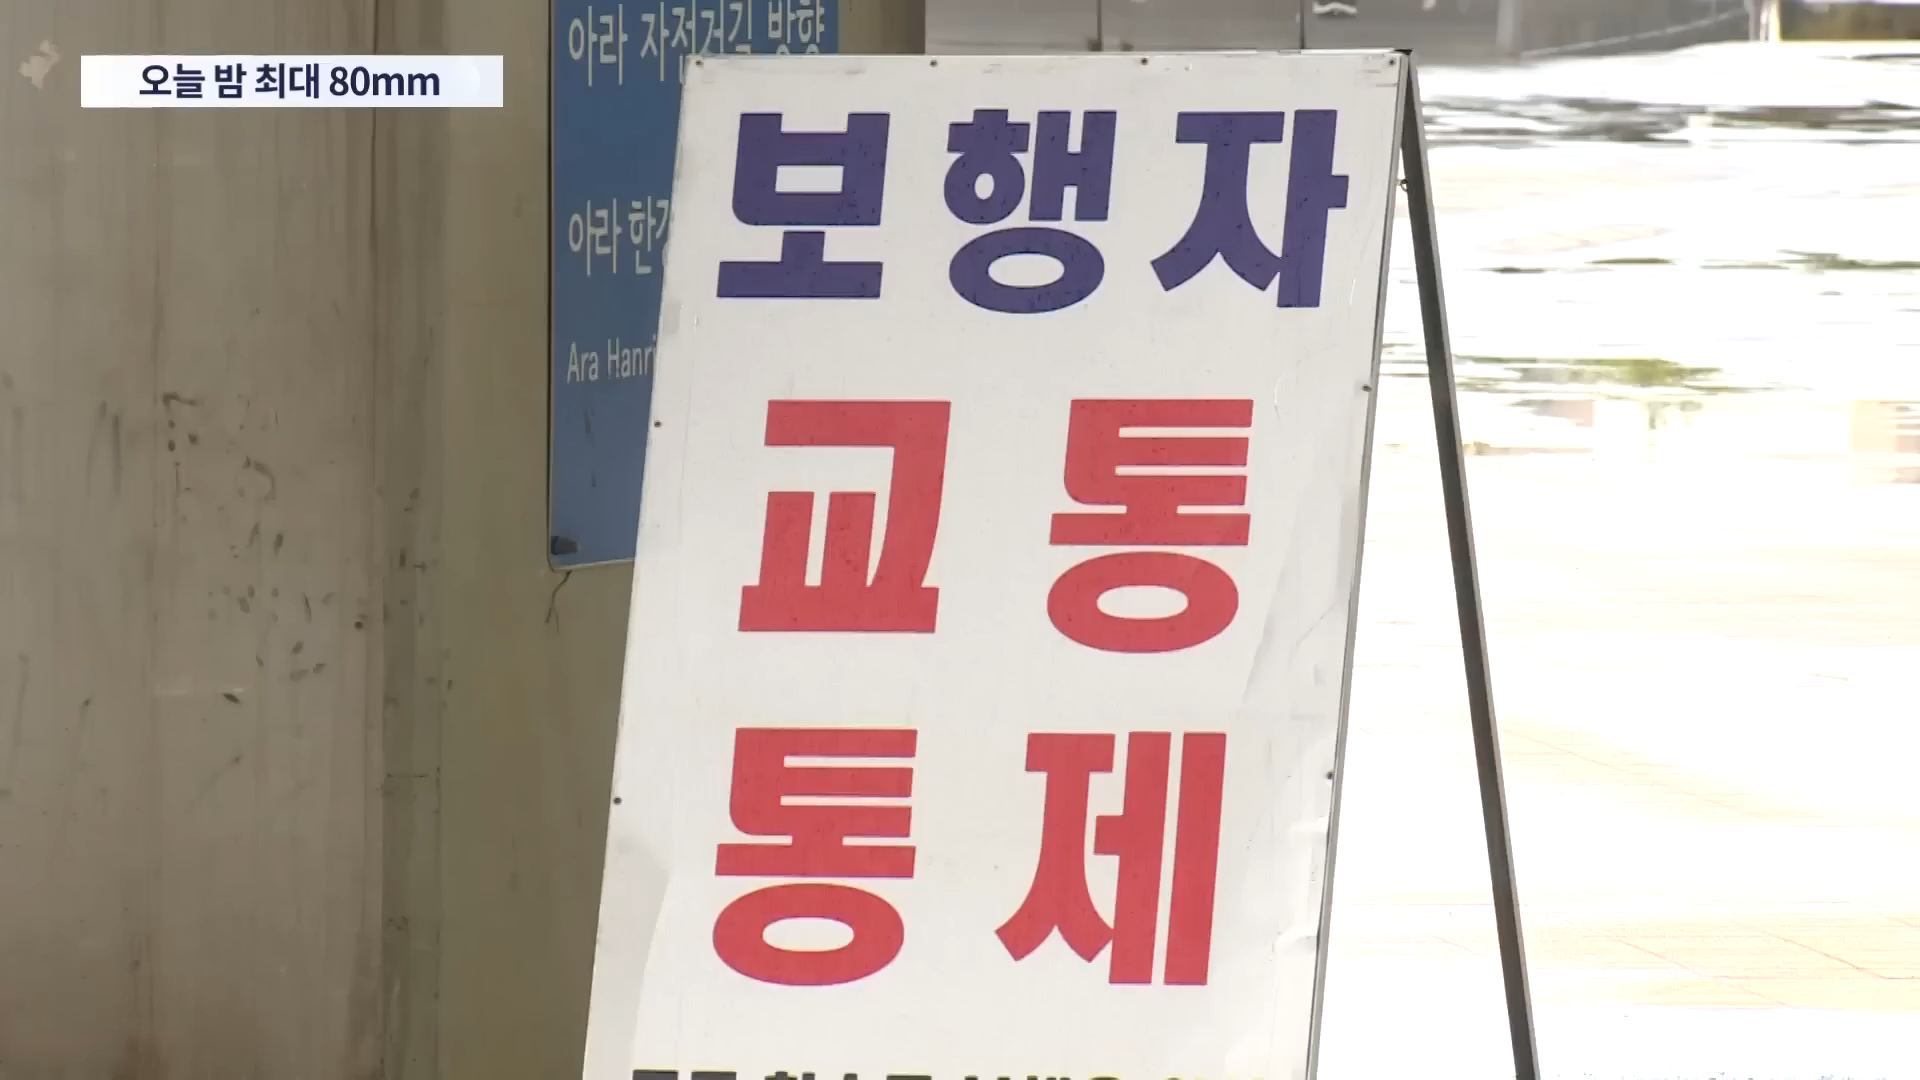 오늘 밤 최대 80mm
아라 자전거길 방향
아라 한
Ara Hanri
보행자
교통
통제